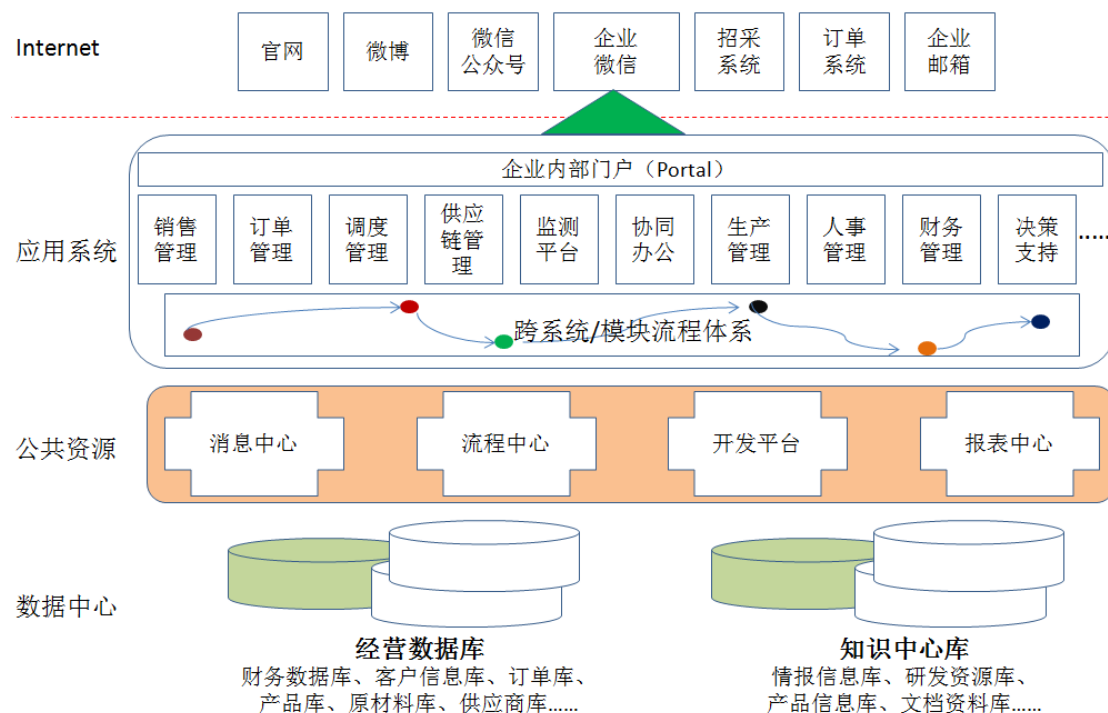 Internet
官网
微博
微信
公众号
企业
微信
招采
系统
订单
系统
企业
邮箱
企业内部门户（Portal）
应用系统
销售
管理
订单
管理
调度
管理
供应
链管
理
监测
平台
协同
办公
生产
管理
人事
管理
财务
管理
决策
支持
......
跨系统/模块流程体系
公共资源
消息中心
流程中心
开发平台
报表中心
数据中心
经营数据库
财务数据库、客户信息库、订单库、
产品库、原材料库、供应商库......
知识中心库
情报信息库、研发资源库、
产品信息库、文档资料库......